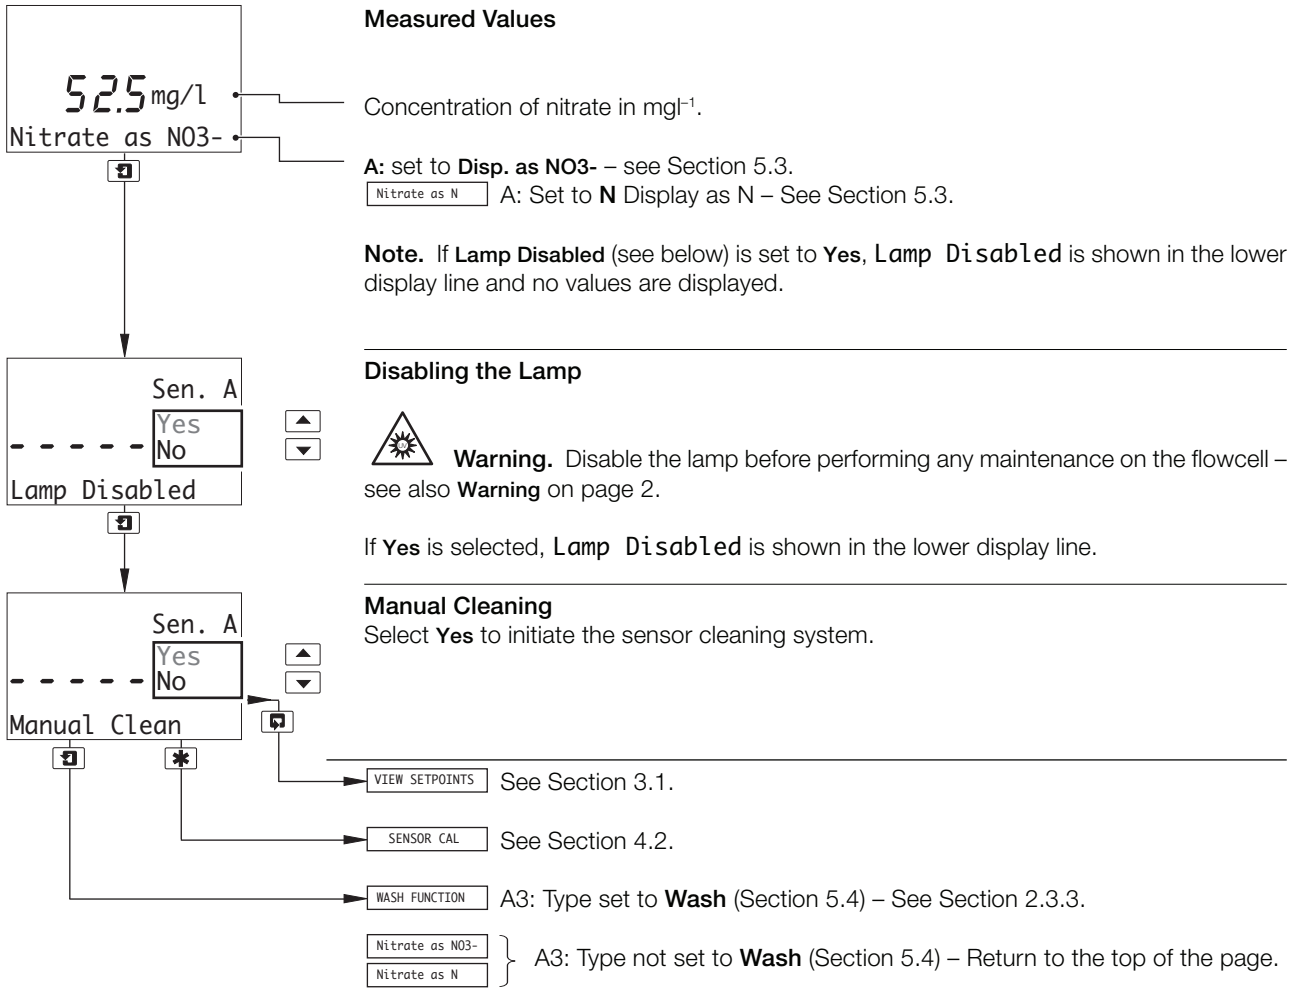 Measured Values
52.5 mg/l
Concentration of nitrate in mgl–1.
Nitrate as NO3-
A: set to Disp. as NO3- – see Section 5.3.
Nitrate as N
A: Set to N Display as N – See Section 5.3.
Note. If Lamp Disabled (see below) is set to Yes, Lamp Disabled is shown in the lower
display line and no values are displayed.
Disabling the Lamp
Sen. A
Yes
- - - - - No
Lamp Disabled
UV
Warning. Disable the lamp before performing any maintenance on the flowcell –
see also Warning on page 2.
If Yes is selected, Lamp Disabled is shown in the lower display line.
Manual Cleaning
Select Yes to initiate the sensor cleaning system.
Sen. A
Yes
- - - - - No
Manual Clean
VIEW SETPOINTS
See Section 3.1.
SENSOR CAL
See Section 4.2.
WASH FUNCTION
A3: Type set to Wash (Section 5.4) – See Section 2.3.3.
Nitrate as NO3-
Nitrate as N
A3: Type not set to Wash (Section 5.4) – Return to the top of the page.